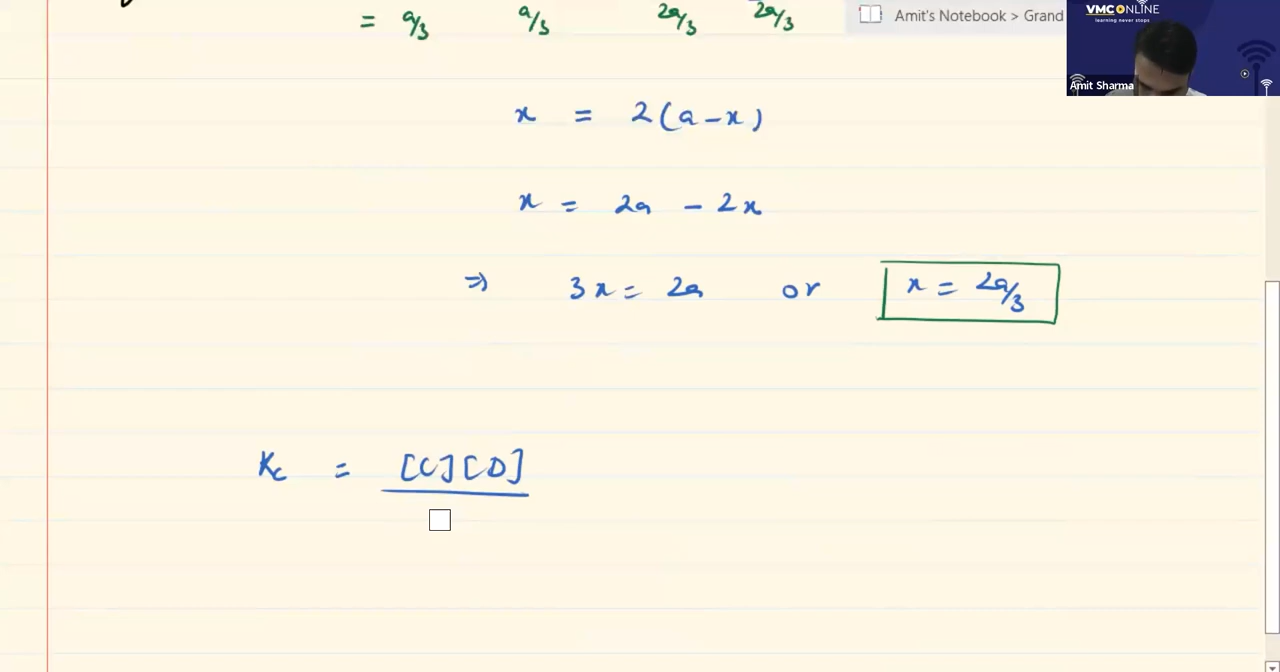 = a/3 a/3 2a/3 2a/3
Amit's Notebook > Grand
VMC ONLINE
learning never stops
Amit Sharma
x = 2(a-x)
x = 2a - 2x
=> 3x = 2a or x = 2a/3
Kc = [C][D]